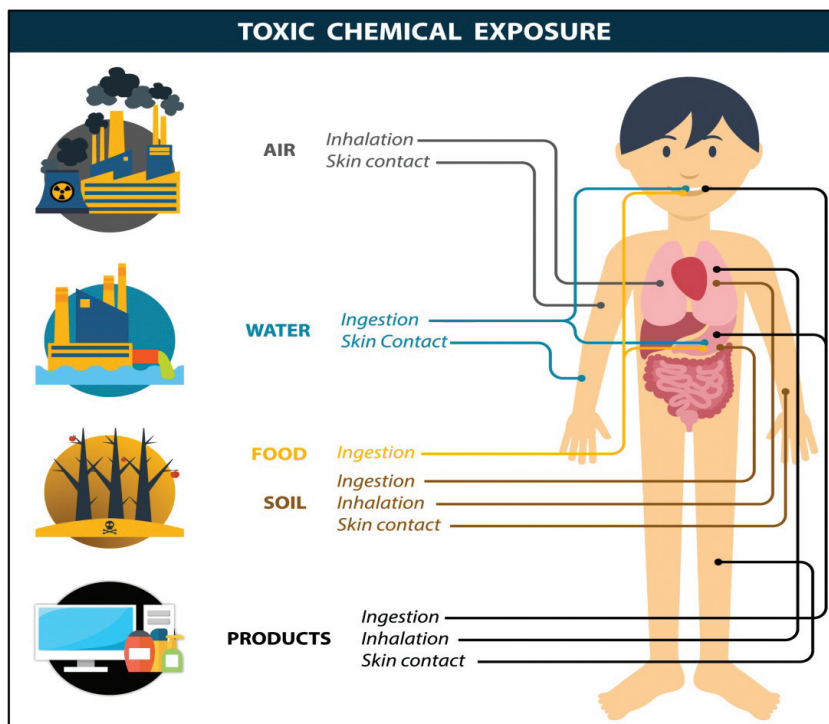 TOXIC CHEMICAL EXPOSURE
AIR
Inhalation
Skin contact
WATER
Ingestion
Skin Contact
FOOD
Ingestion
SOIL
Ingestion
Inhalation
Skin contact
PRODUCTS
Ingestion
Inhalation
Skin contact